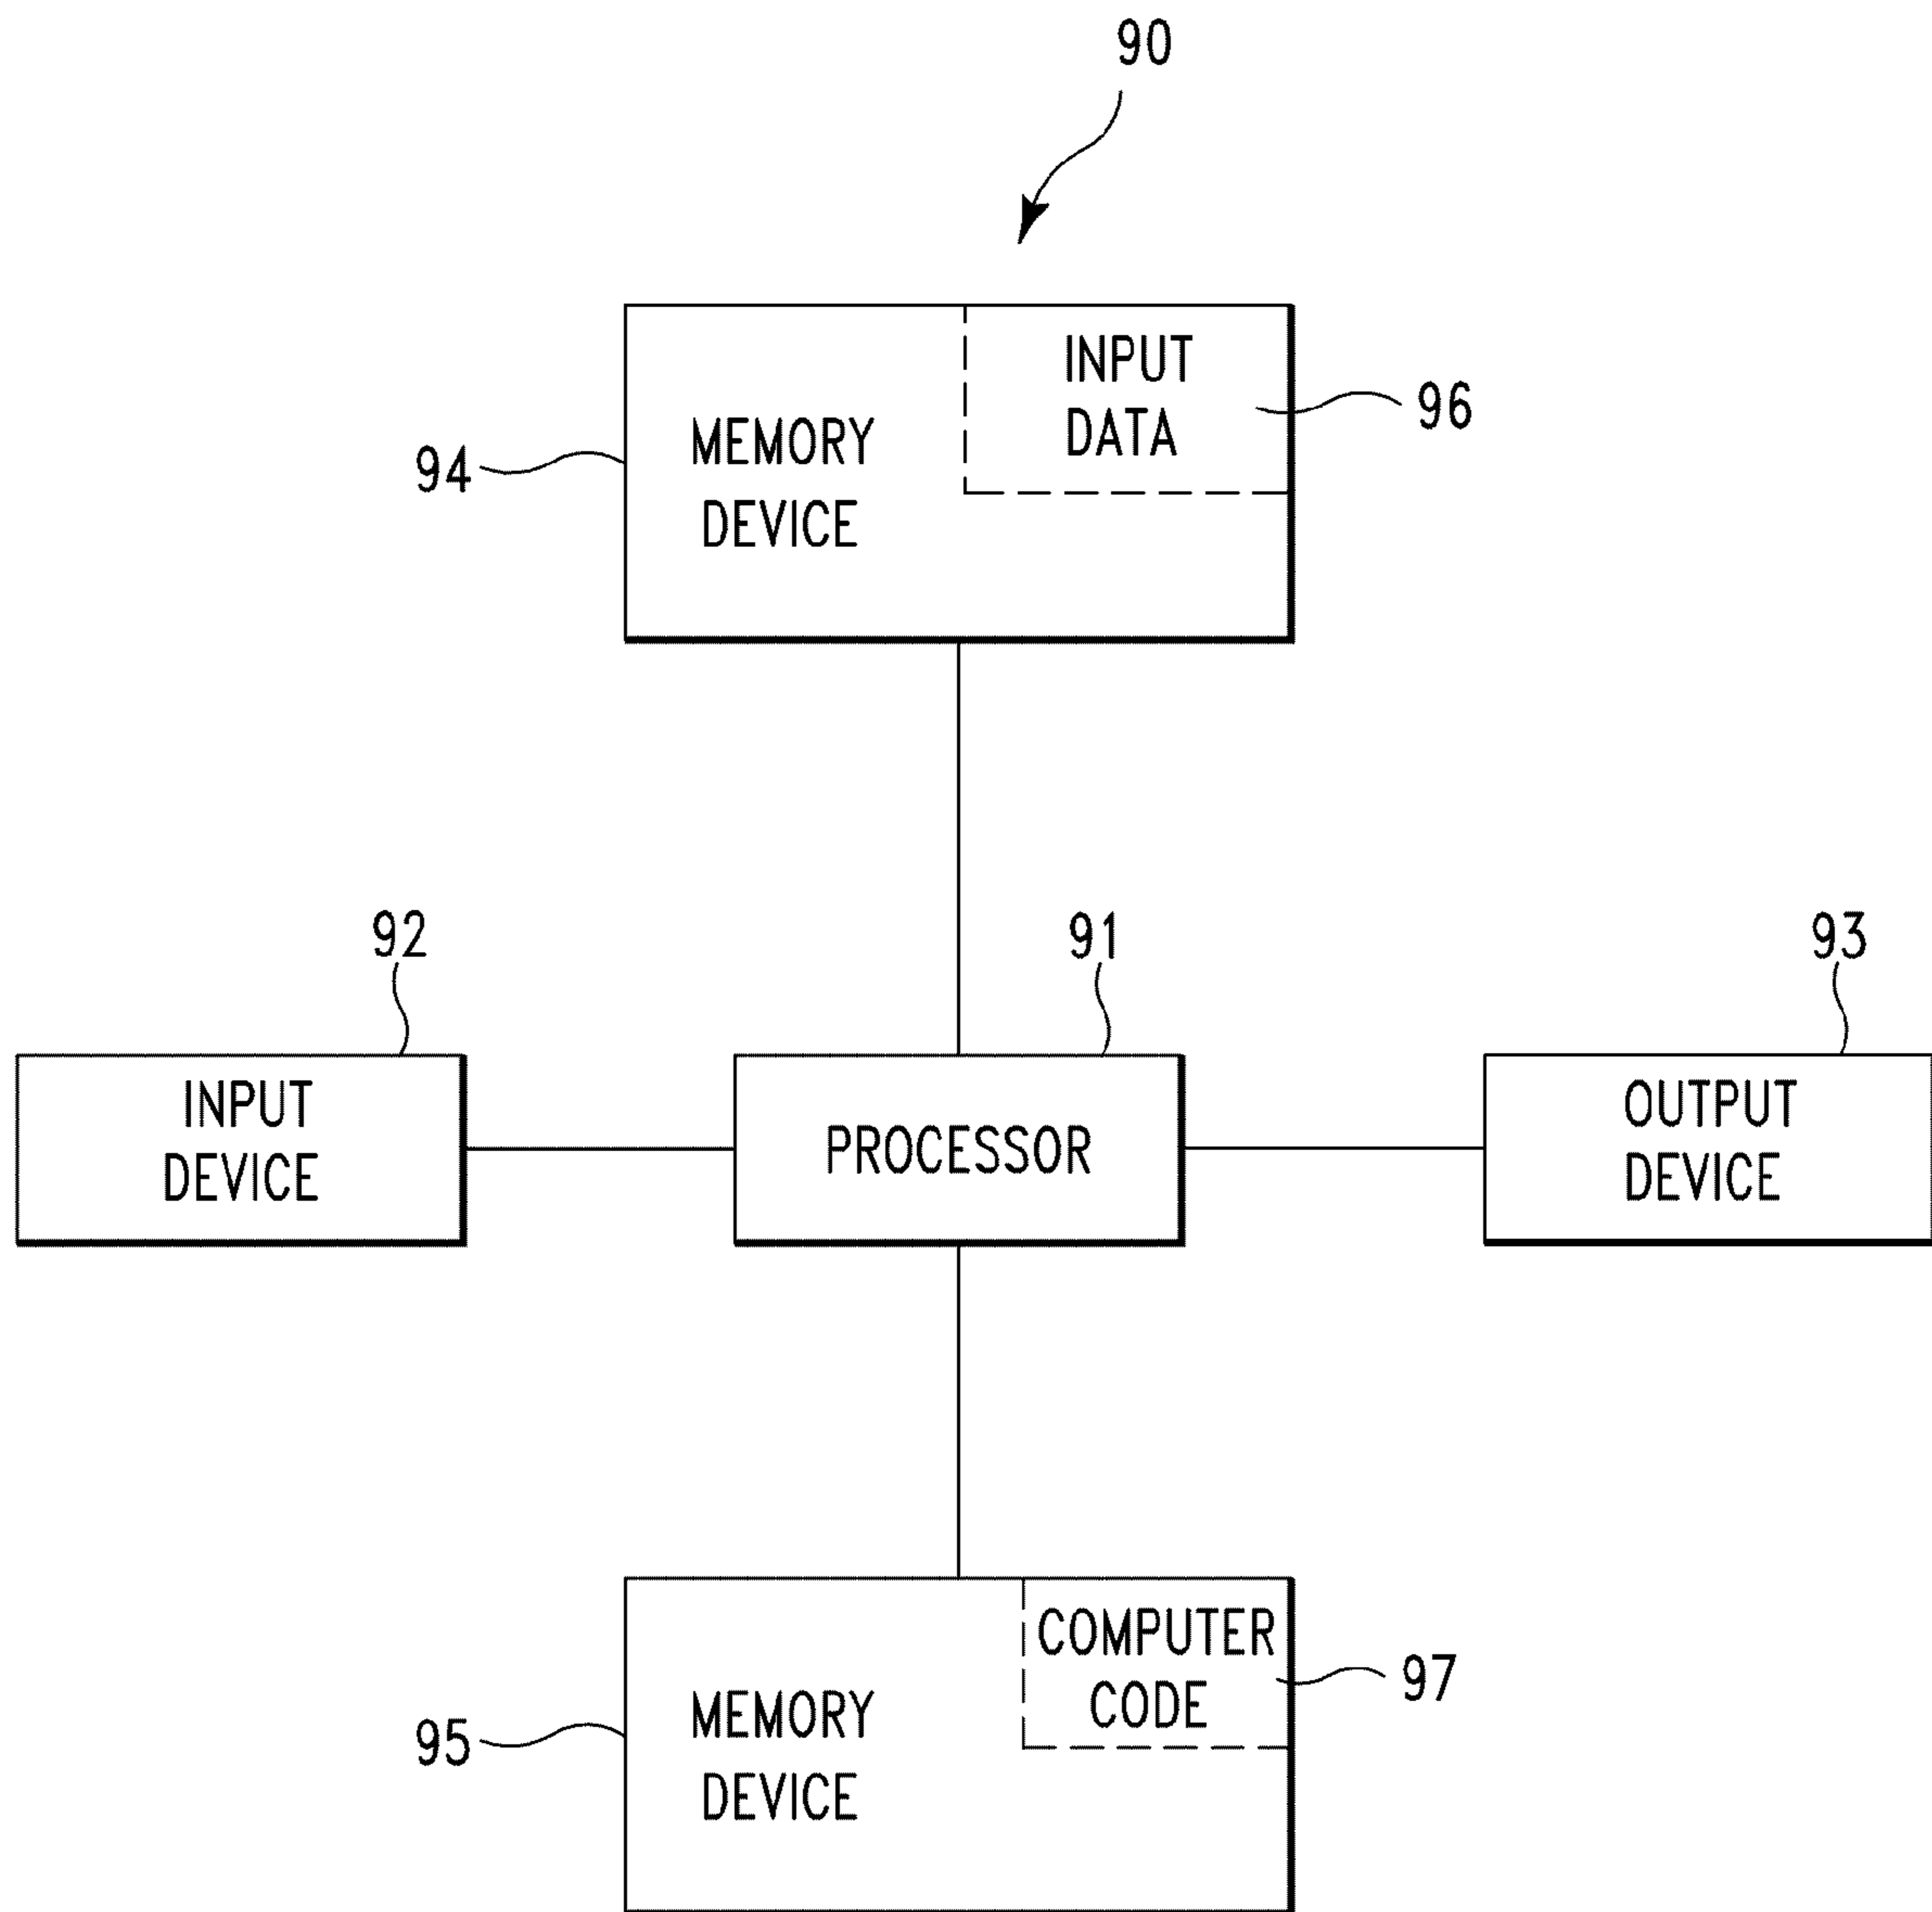 90
INPUT
DATA
96
MEMORY
DEVICE
94
92
91
93
INPUT
DEVICE
PROCESSOR
OUTPUT
DEVICE
COMPUTER
CODE
97
MEMORY
DEVICE
95